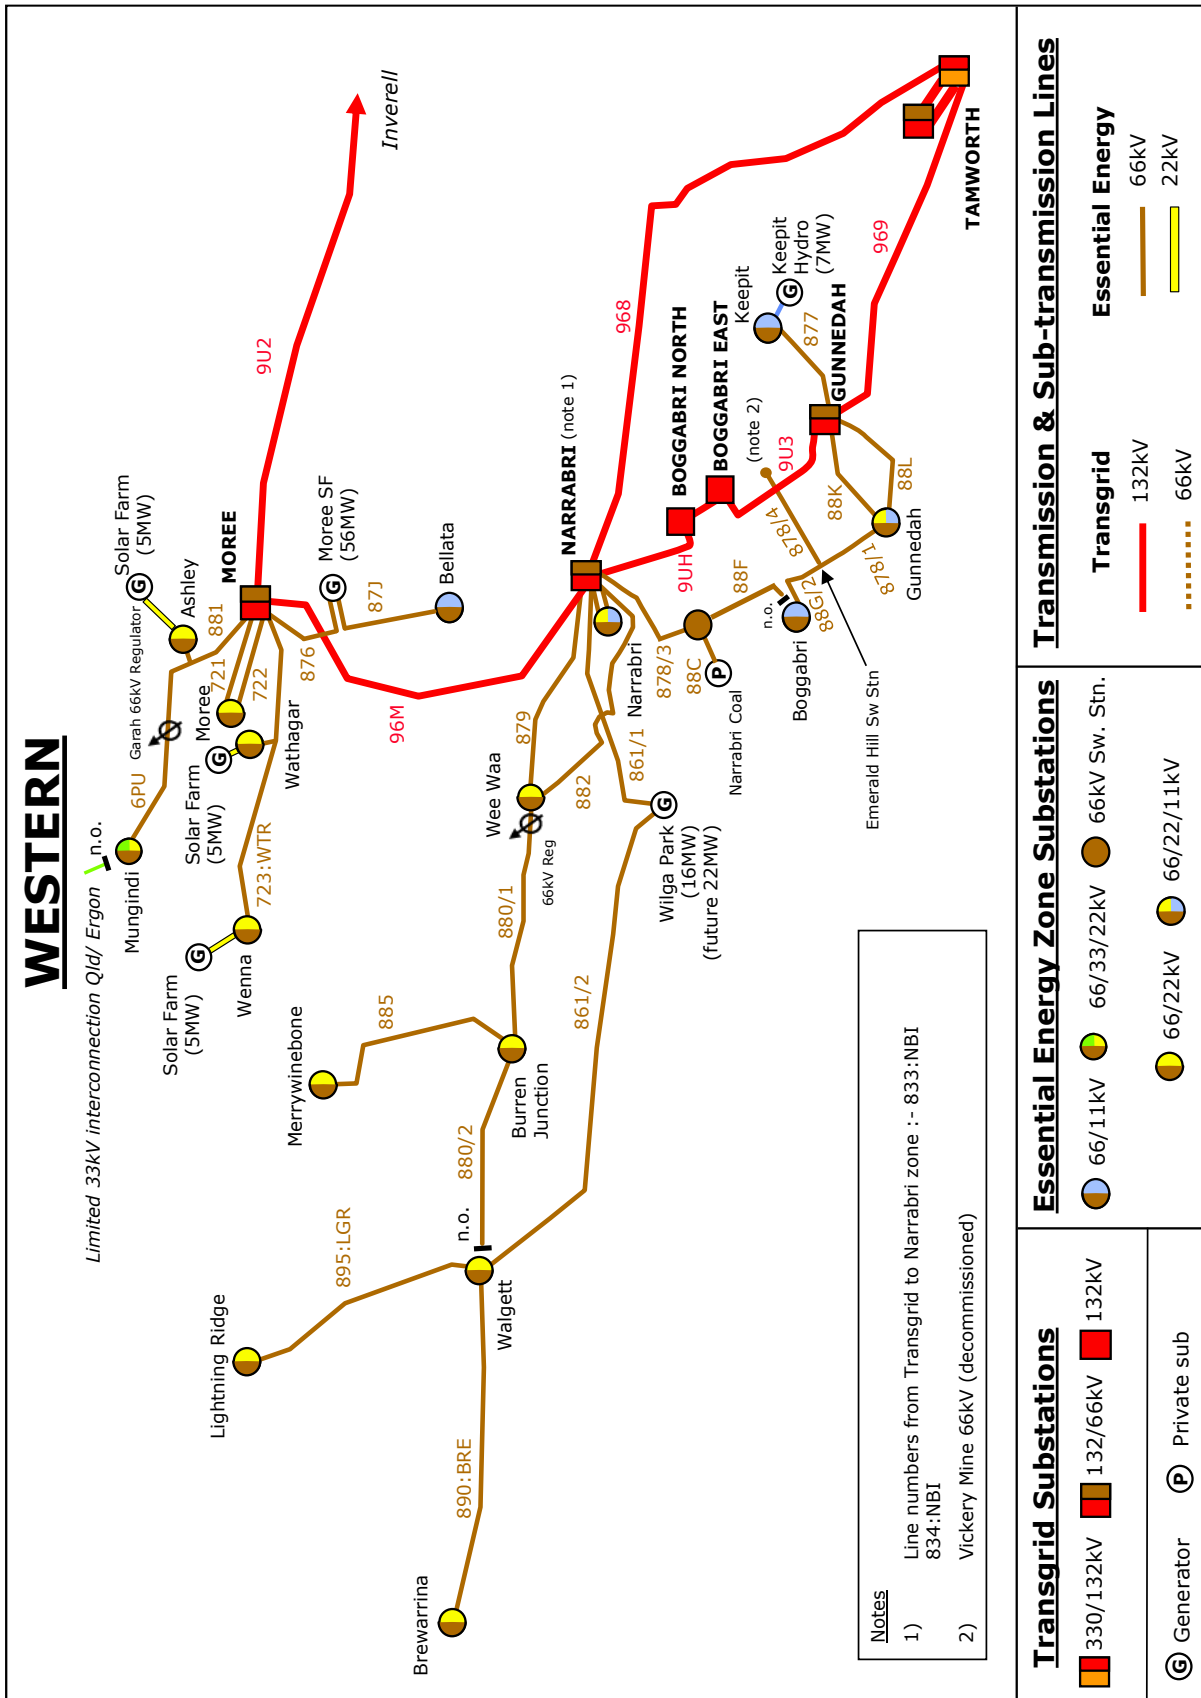 WESTERN
Limited 33kV interconnection Qld/ Ergon
n.o.
Mungindi
6PU
Garah 66kV Regulator
Solar Farm
(5MW)
G
Ashley
881
MOREE
721
722
Moree
Solar Farm
(5MW)
G
Wathagar
723:WTR
Solar Farm
(5MW)
G
Wenna
876
Moree SF
(56MW)
G
87J
Bellata
9U2
Inverell
96M
Lightning Ridge
895:LGR
Merrywinebone
885
Brewarrina
890:BRE
Walgett
n.o.
880/2
Burren
Junction
880/1
66kV Reg
Wee Waa
879
882
861/1
861/2
G
Wilga Park
(16MW)
(future 22MW)
NARRABRI (note 1)
Narrabri
878/3
88C
P
Narrabri Coal
88F
n.o.
Boggabri
88G/2
Emerald Hill Sw Stn
878/4
(note 2)
878/1
Gunnedah
88K
88L
9UH
BOGGABRI NORTH
BOGGABRI EAST
9U3
GUNNEDAH
877
Keepit
G
Keepit
Hydro
(7MW)
968
969
TAMWORTH
Notes
1) Line numbers from Transgrid to Narrabri zone :- 833:NBI
834:NBI
2) Vickery Mine 66kV (decommissioned)
Transgrid Substations
330/132kV
132/66kV
132kV
G Generator
P Private sub
Essential Energy Zone Substations
66/11kV
66/33/22kV
66kV Sw. Stn.
66/22kV
66/22/11kV
Transmission & Sub-transmission Lines
Transgrid
132kV
66kV
Essential Energy
66kV
22kV